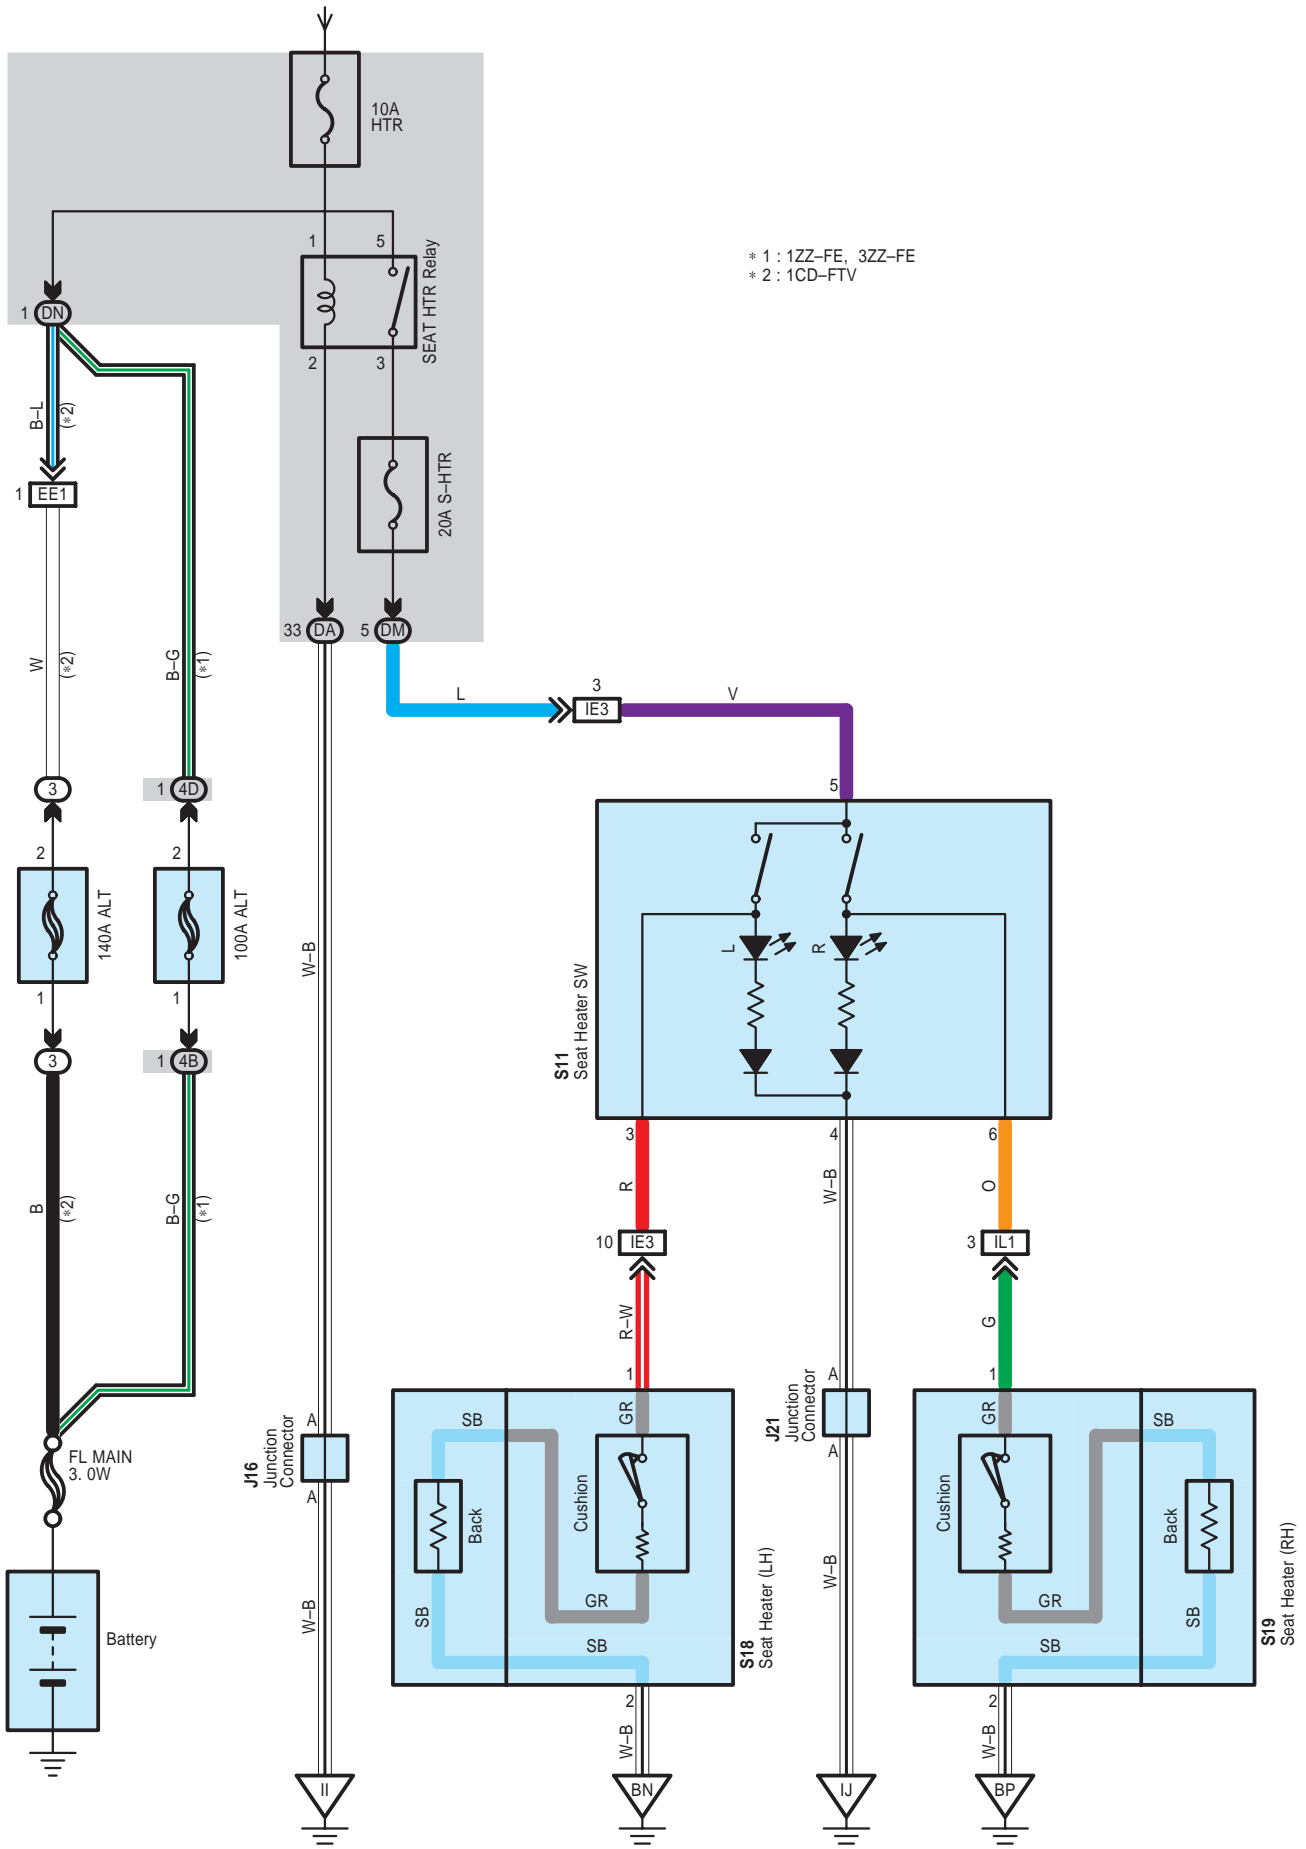 10A
HTR
1
5
SEAT HTR Relay
∗ 1 : 1ZZ–FE, 3ZZ–FE
∗ 2 : 1CD–FTV
1
DN
2
3
B–L
(∗2)
20A S–HTR
1
EE1
33
DA
5
DM
W
(∗2)
B–G
(∗1)
L
3
IE3
V
3
1
4D
5
2
2
140A ALT
100A ALT
W–B
L
R
S11
Seat Heater SW
1
1
3
1
4B
3
4
6
B
(∗2)
B–G
(∗1)
R
W–B
O
10
IE3
3
IL1
R–W
G
1
A
1
A
J16
Junction
Connector
A
FL MAIN
3. 0W
SB
GR
Cushion
Back
J21
Junction
Connector
A
GR
SB
Cushion
Back
W–B
SB
GR
SB
S18
Seat Heater (LH)
W–B
GR
SB
SB
S19
Seat Heater (RH)
Battery
2
W–B
2
W–B
II
BN
IJ
BP